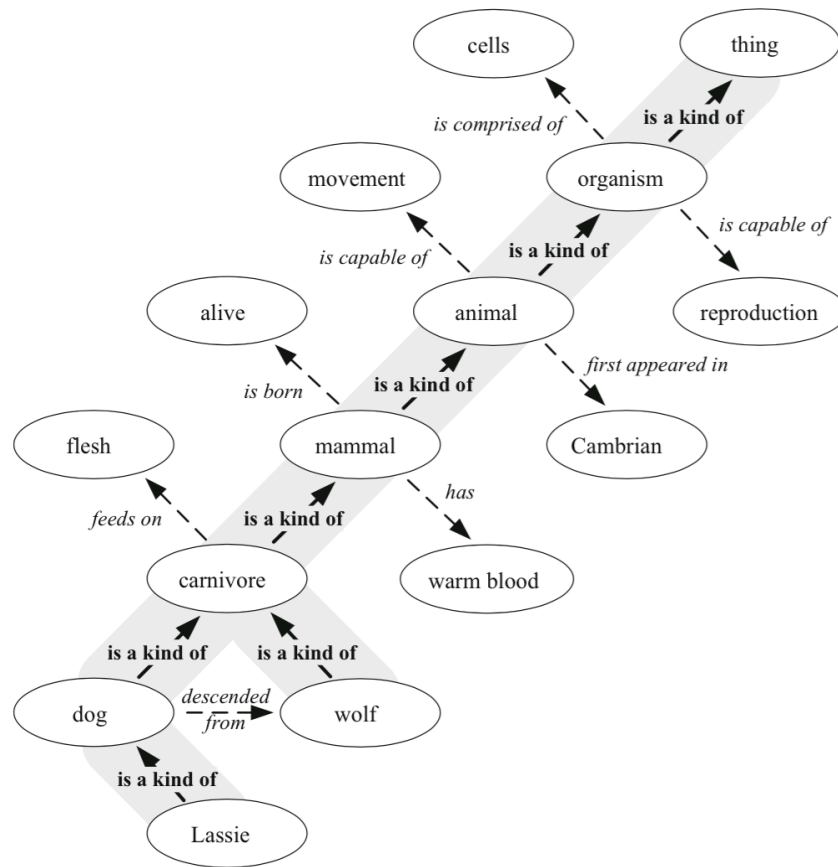 cells
thing
is comprised of
is a kind of
movement
organism
is capable of
is capable of
is a kind of
alive
animal
reproduction
is born
is a kind of
first appeared in
flesh
mammal
Cambrian
feeds on
is a kind of
has
carnivore
warm blood
is a kind of
is a kind of
dog
descended
from
wolf
is a kind of
Lassie